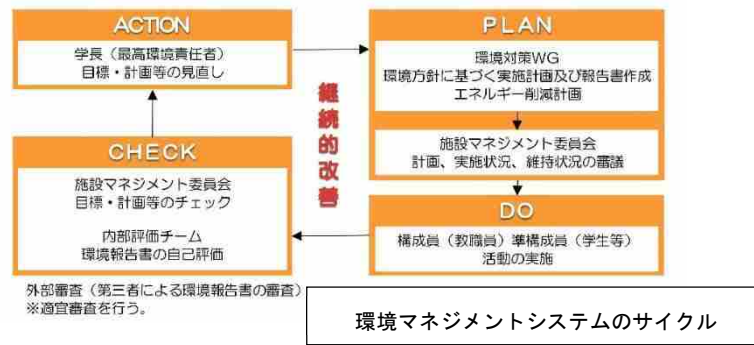 ACTION
学長（最高環境責任者）
目標・計画等の見直し
PLAN
環境対策WG
環境方針に基づく実施計画及び報告書作成
エネルギー削減計画
施設マネジメント委員会
計画、実施状況、維持状況の審議
継続的改善
CHECK
施設マネジメント委員会
目標・計画等のチェック
内部評価チーム
環境報告書の自己評価
DO
構成員（教職員）準構成員（学生等）
活動の実施
外部審査（第三者による環境報告書の審査）
※適宜審査を行う。
環境マネジメントシステムのサイクル